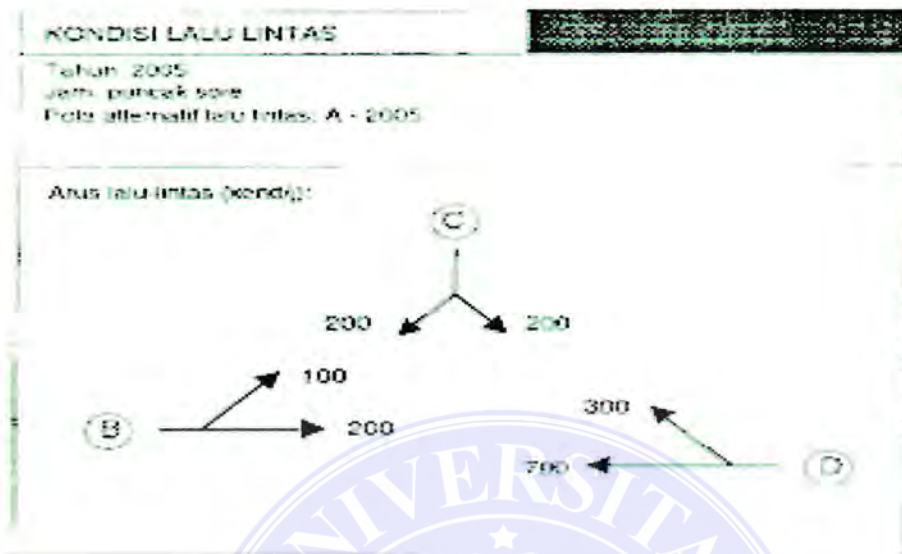 KONDISI LALU LINTAS
Tahun: 2005
Jam: puncak sore
Pola alternatif lalu lintas: A - 2005
Arus lalu-lintas (kend/j):
C
200 200
100
B 200
300
700 D
UNIVERSITA